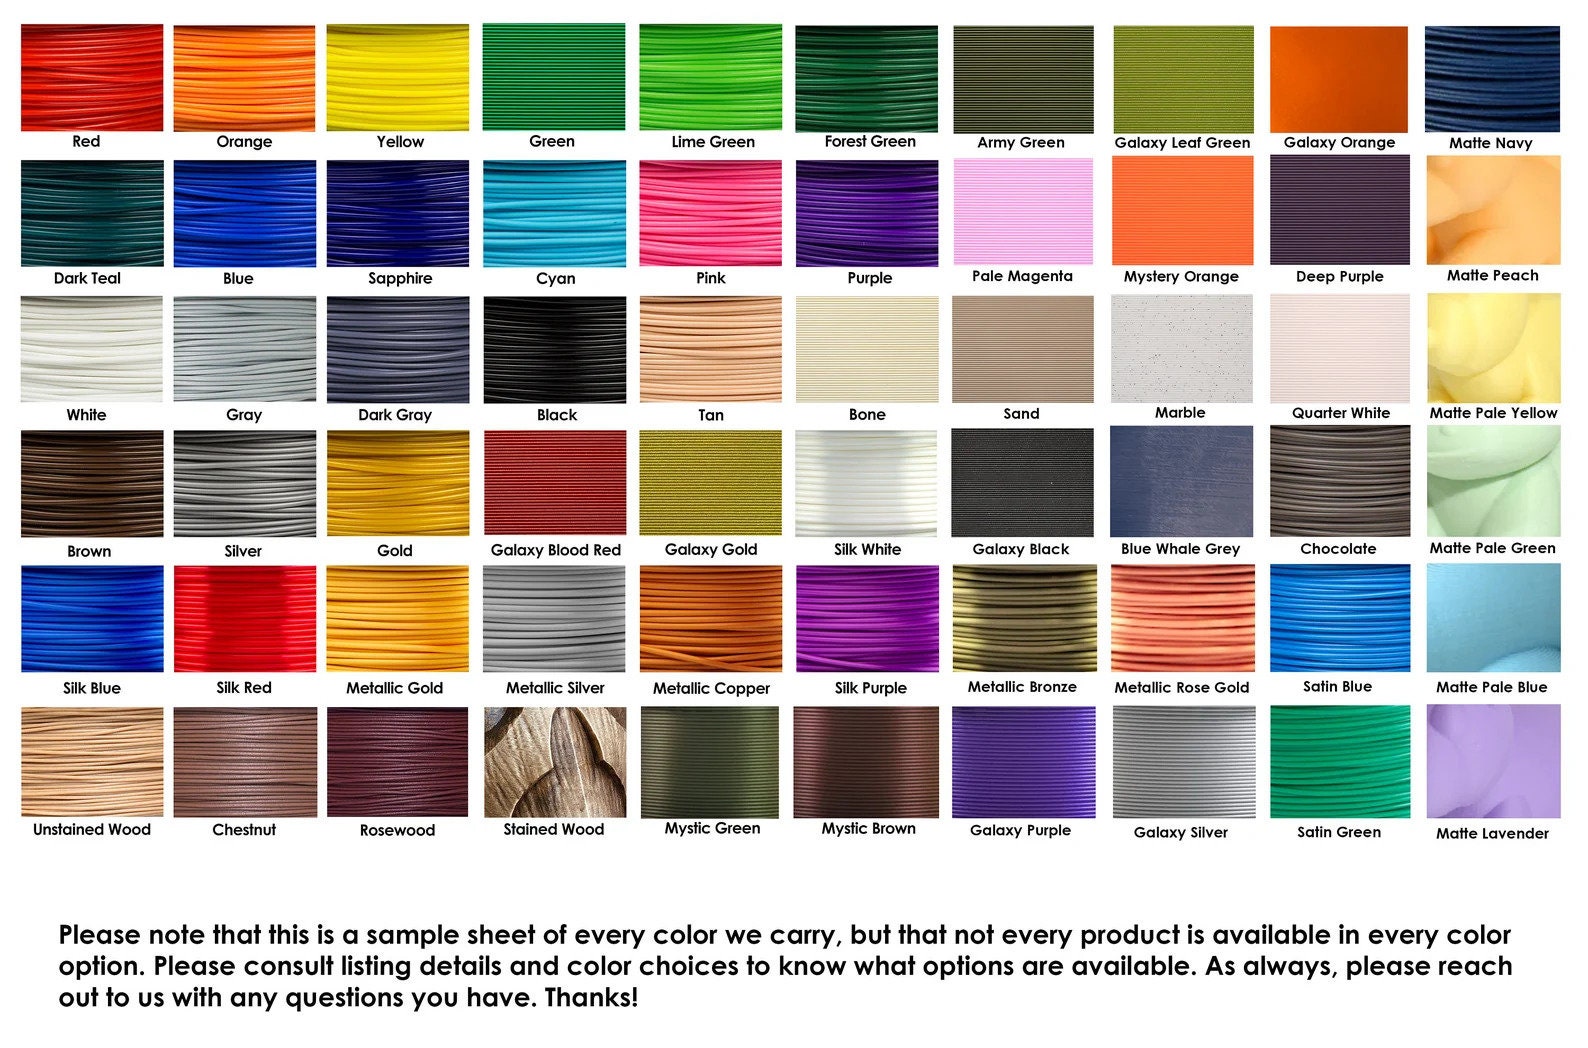 Red
Orange
Yellow
Green
Lime Green
Forest Green
Army Green
Galaxy Leaf Green
Galaxy Orange
Matte Navy
Dark Teal
Blue
Sapphire
Cyan
Pink
Purple
Pale Magenta
Mystery Orange
Deep Purple
Matte Peach
White
Gray
Dark Gray
Black
Tan
Bone
Sand
Marble
Quarter White
Matte Pale Yellow
Brown
Silver
Gold
Galaxy Blood Red
Galaxy Gold
Silk White
Galaxy Black
Blue Whale Grey
Chocolate
Matte Pale Green
Silk Blue
Silk Red
Metallic Gold
Metallic Silver
Metallic Copper
Silk Purple
Metallic Bronze
Metallic Rose Gold
Satin Blue
Matte Pale Blue
Unstained Wood
Chestnut
Rosewood
Stained Wood
Mystic Green
Mystic Brown
Galaxy Purple
Galaxy Silver
Satin Green
Matte Lavender
Please note that this is a sample sheet of every color we carry, but that not every product is available in every color
option. Please consult listing details and color choices to know what options are available. As always, please reach
out to us with any questions you have. Thanks!